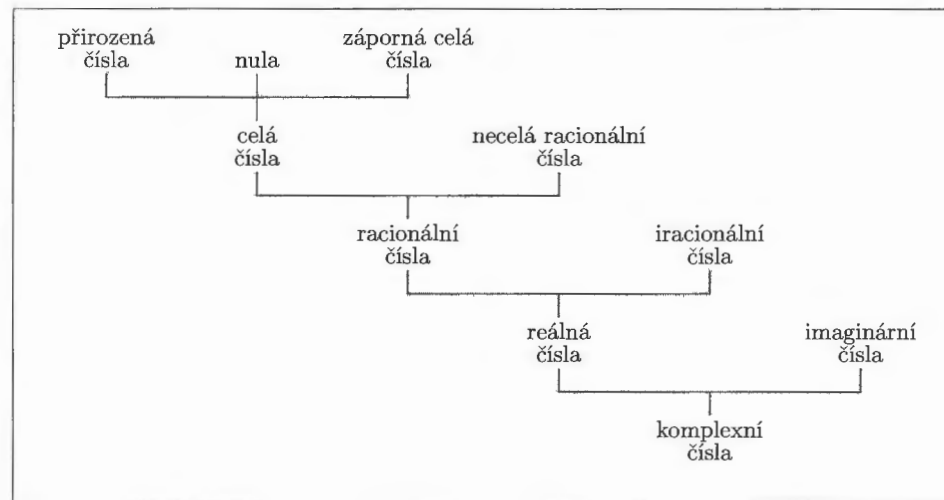 přirozená
čísla
nula
záporná celá
čísla
celá
čísla
necelá racionální
čísla
racionální
čísla
iracionální
čísla
reálná
čísla
imaginární
čísla
komplexní
čísla